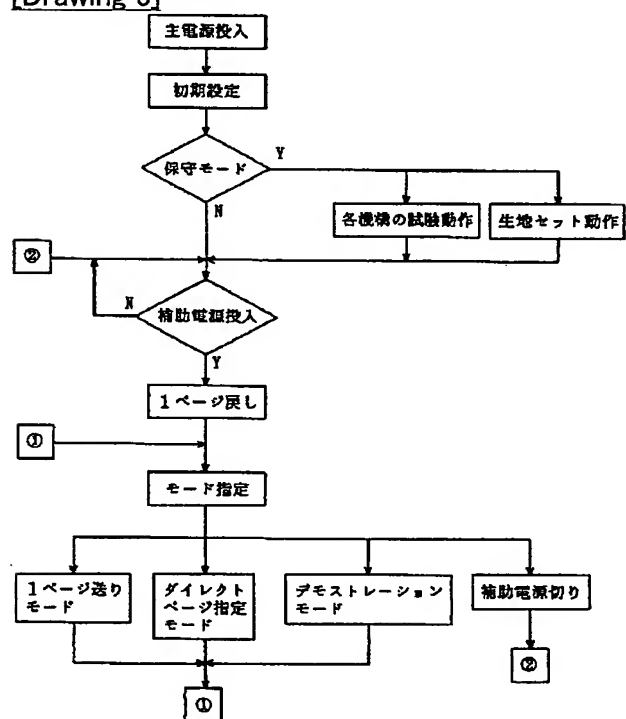 [Drawing 3]
主電源投入
初期設定
保守モード
Y
N
各機構の試験動作
生地セット動作
②
N
補助電源投入
Y
1ページ戻し
①
モード指定
1ページ送り
モード
ダイレクト
ページ指定
モード
デモストレーション
モード
補助電源切り
②
①